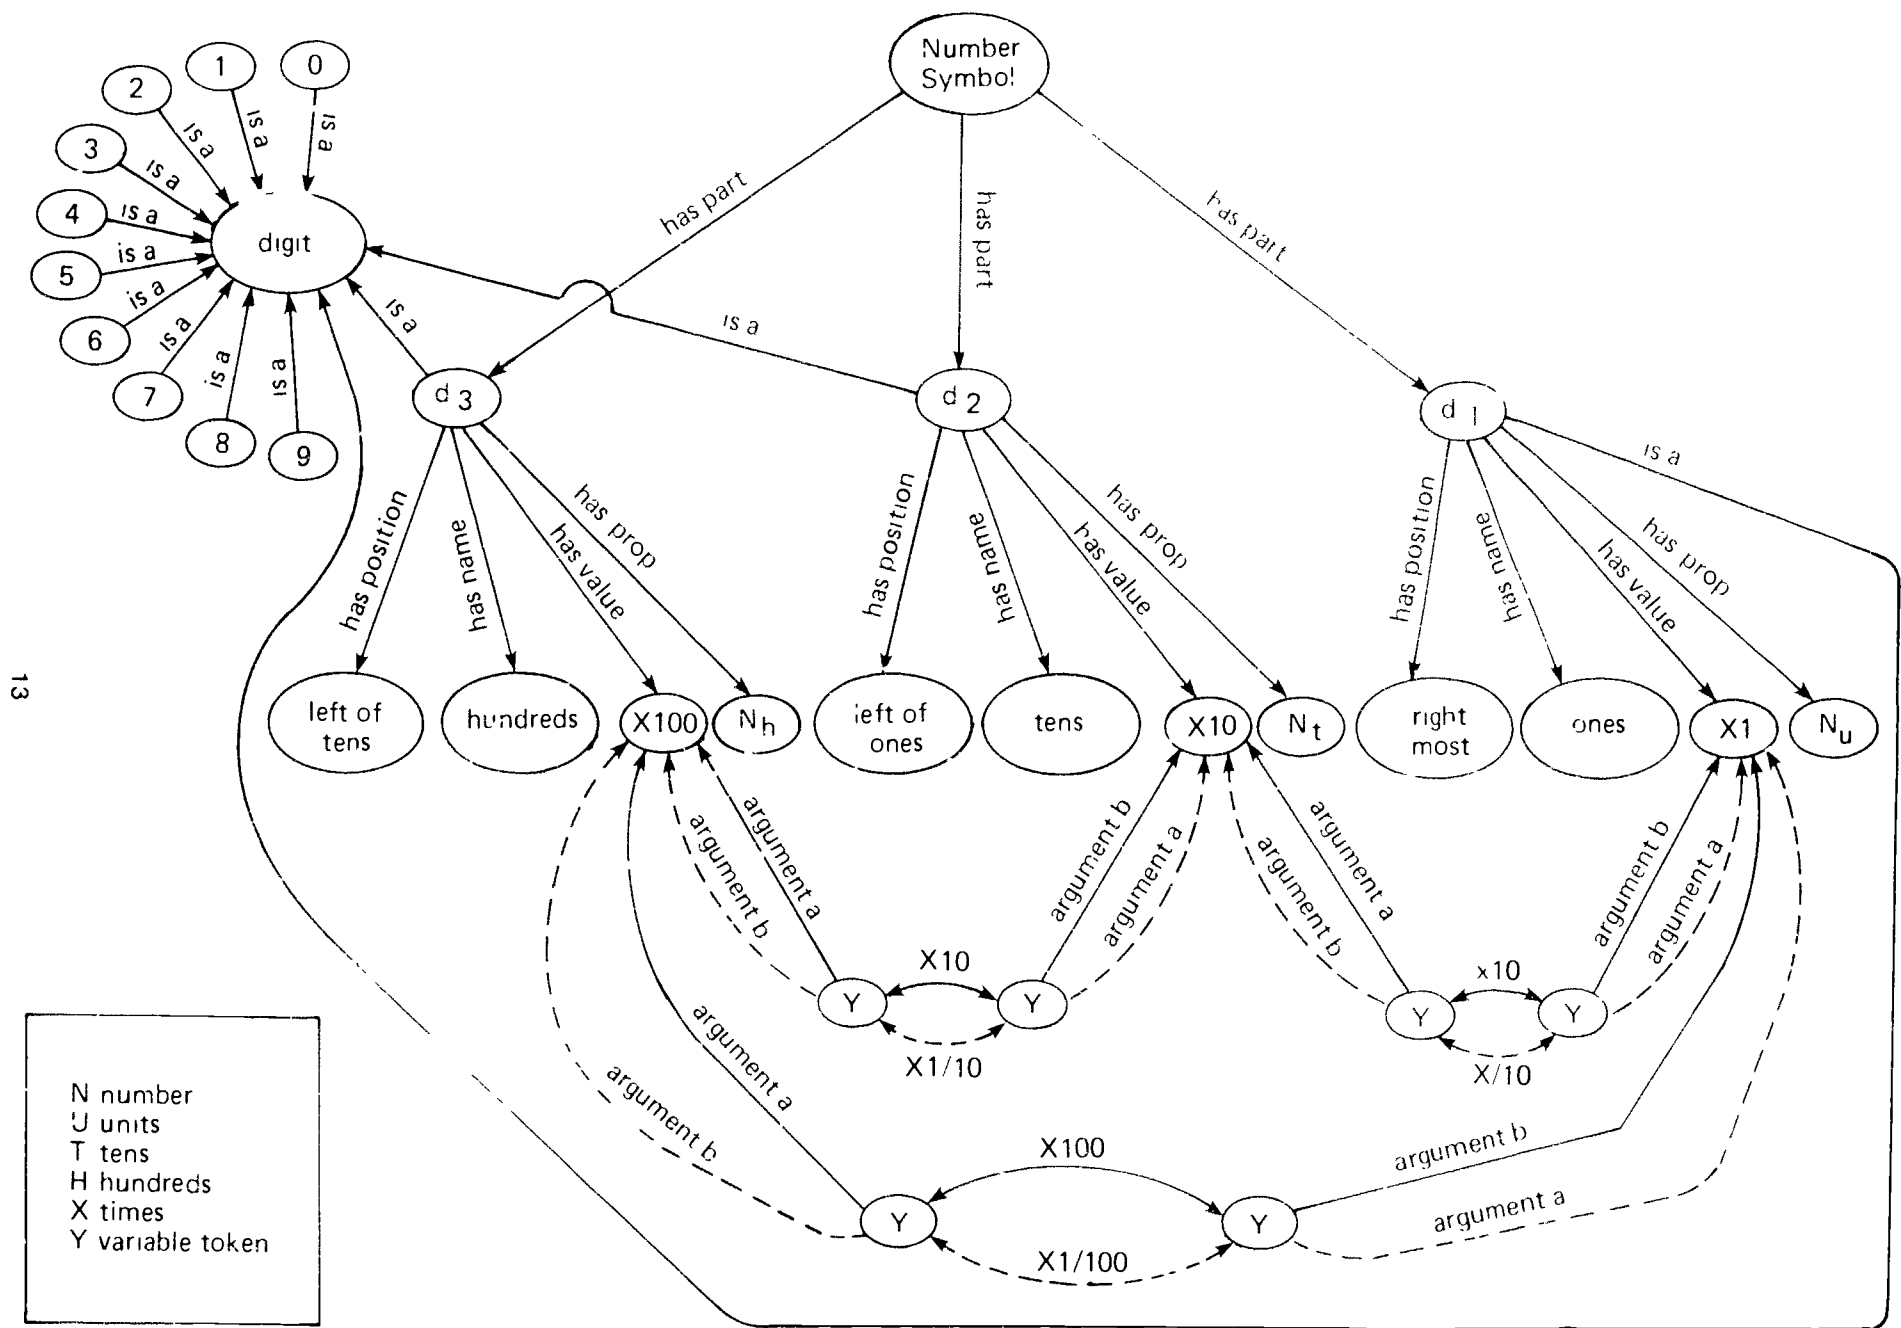 Number
Symbol
0
1
2
3
4
5
6
7
8
9
is a
is a
is a
is a
is a
is a
is a
is a
is a
is a
digit
has part
has part
has part
is a
is a
is a
d 3
d 2
d 1
has position
has name
has value
has prop
has position
has name
has value
has prop
has position
has name
has value
has prop
left of
tens
hundreds
X100
Nh
left of
ones
tens
X10
Nt
right
most
ones
X1
Nu
argument b
argument a
argument b
argument a
argument b
argument a
argument b
argument a
Y
X10
Y
X1/10
Y
x10
Y
X/10
argument a
argument b
argument b
argument a
X100
Y
Y
X1/100
N number
U units
T tens
H hundreds
X times
Y variable token
13